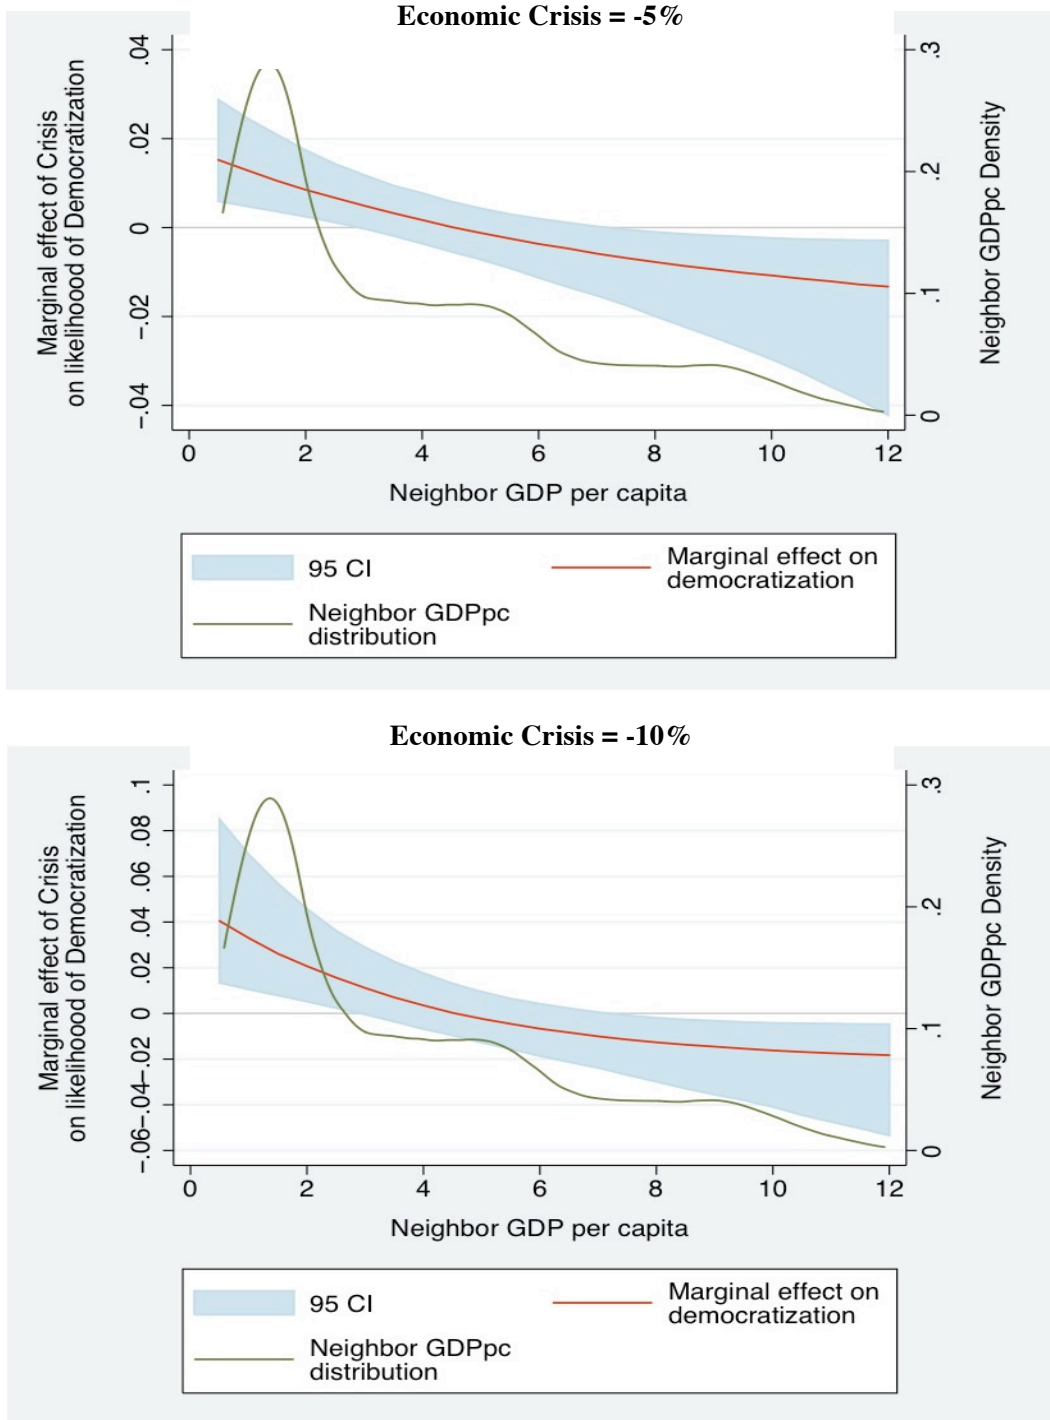 Economic Crisis = -5%
Marginal effect of Crisis
on likelihoood of Democratization
.04
.02
0
-.02
-.04
.3
.2
.1
0
Neighbor GDPpc Density
0 2 4 6 8 10 12
Neighbor GDP per capita
95 CI
Marginal effect on
democratization
Neighbor GDPpc
distribution
Economic Crisis = -10%
Marginal effect of Crisis
on likelihoood of Democratization
.1
.08
.06
.04
.02
0
-.02
-.04
-.06
.3
.2
.1
0
Neighbor GDPpc Density
0 2 4 6 8 10 12
Neighbor GDP per capita
95 CI
Marginal effect on
democratization
Neighbor GDPpc
distribution